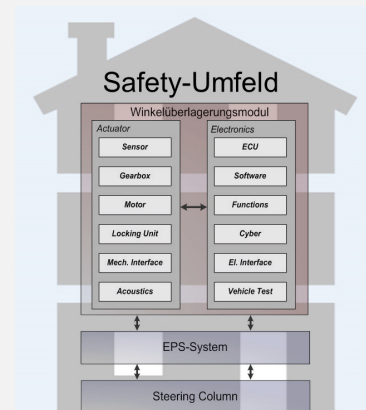 Safety-Umfeld
Winkelüberlagerungsmodul
Actuator
Sensor
Gearbox
Motor
Locking Unit
Mech. Interface
Acoustics
Electronics
ECU
Software
Functions
Cyber
El. Interface
Vehicle Test
EPS-System
Steering Column